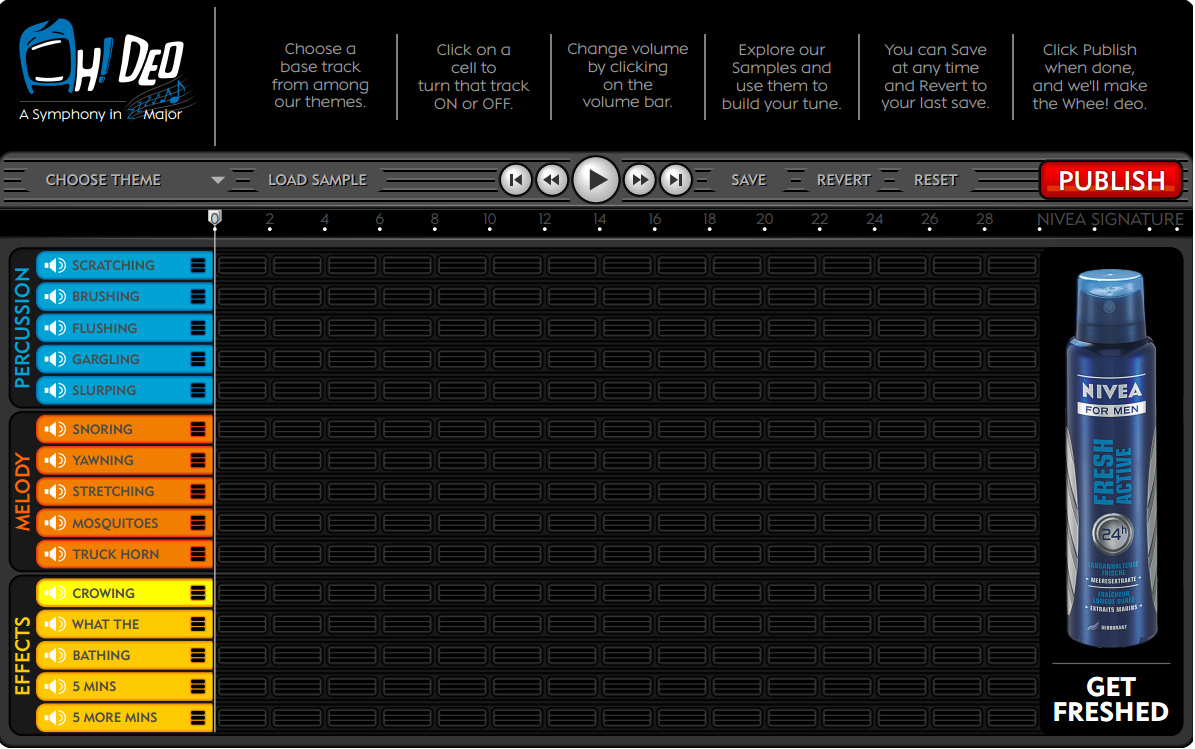 OH! DEO
A Symphony in ZZZZ Major
Choose a
base track
from among
our themes.
Click on a
cell to
turn that track
ON or OFF.
Change volume
by clicking
on the
volume bar.
Explore our
Samples and
use them to
build your tune.
You can Save
at any time
and Revert to
your last save.
Click Publish
when done,
and we'll make
the Whee! deo.
CHOOSE THEME
LOAD SAMPLE
SAVE
REVERT
RESET
PUBLISH
0 2 4 6 8 10 12 14 16 18 20 22 24 26 28 NIVEA SIGNATURE
PERCUSSION
SCRATCHING
BRUSHING
FLUSHING
GARGLING
SLURPING
MELODY
SNORING
YAWNING
STRETCHING
MOSQUITOES
TRUCK HORN
EFFECTS
CROWING
WHAT THE
BATHING
5 MINS
5 MORE MINS
NIVEA
FOR MEN
FRESH
ACTIVE
24h
LANGANHALTENDE
FRISCHE
- MEERESEXTRAKTE -
FRAÎCHEUR
LONGUE DURÉE
- EXTRAITS MARINS -
DEODORANT
GET
FRESHED